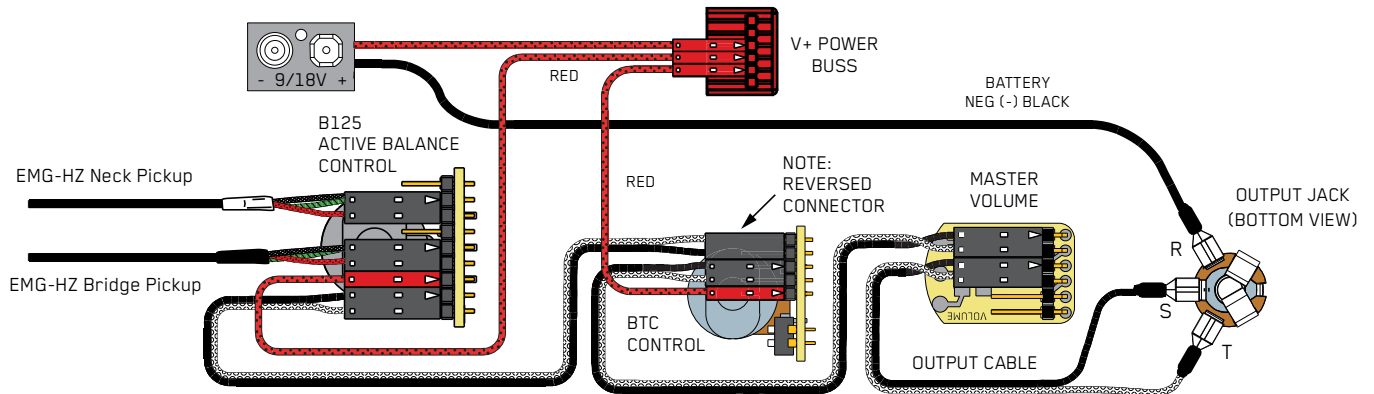 - 9/18V +
V+ POWER
BUSS
RED
BATTERY
NEG (-) BLACK
B125
ACTIVE BALANCE
CONTROL
EMG-HZ Neck Pickup
EMG-HZ Bridge Pickup
RED
NOTE:
REVERSED
CONNECTOR
BTC
CONTROL
MASTER
VOLUME
VOLUME
OUTPUT CABLE
OUTPUT JACK
(BOTTOM VIEW)
R
S
T